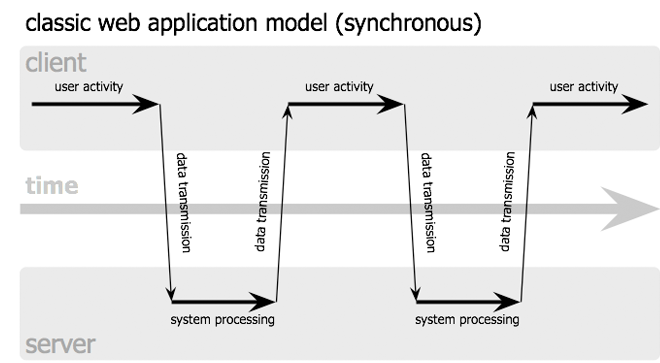 classic web application model (synchronous)
client
user activity
user activity
user activity
data transmission
data transmission
data transmission
data transmission
time
system processing
system processing
server